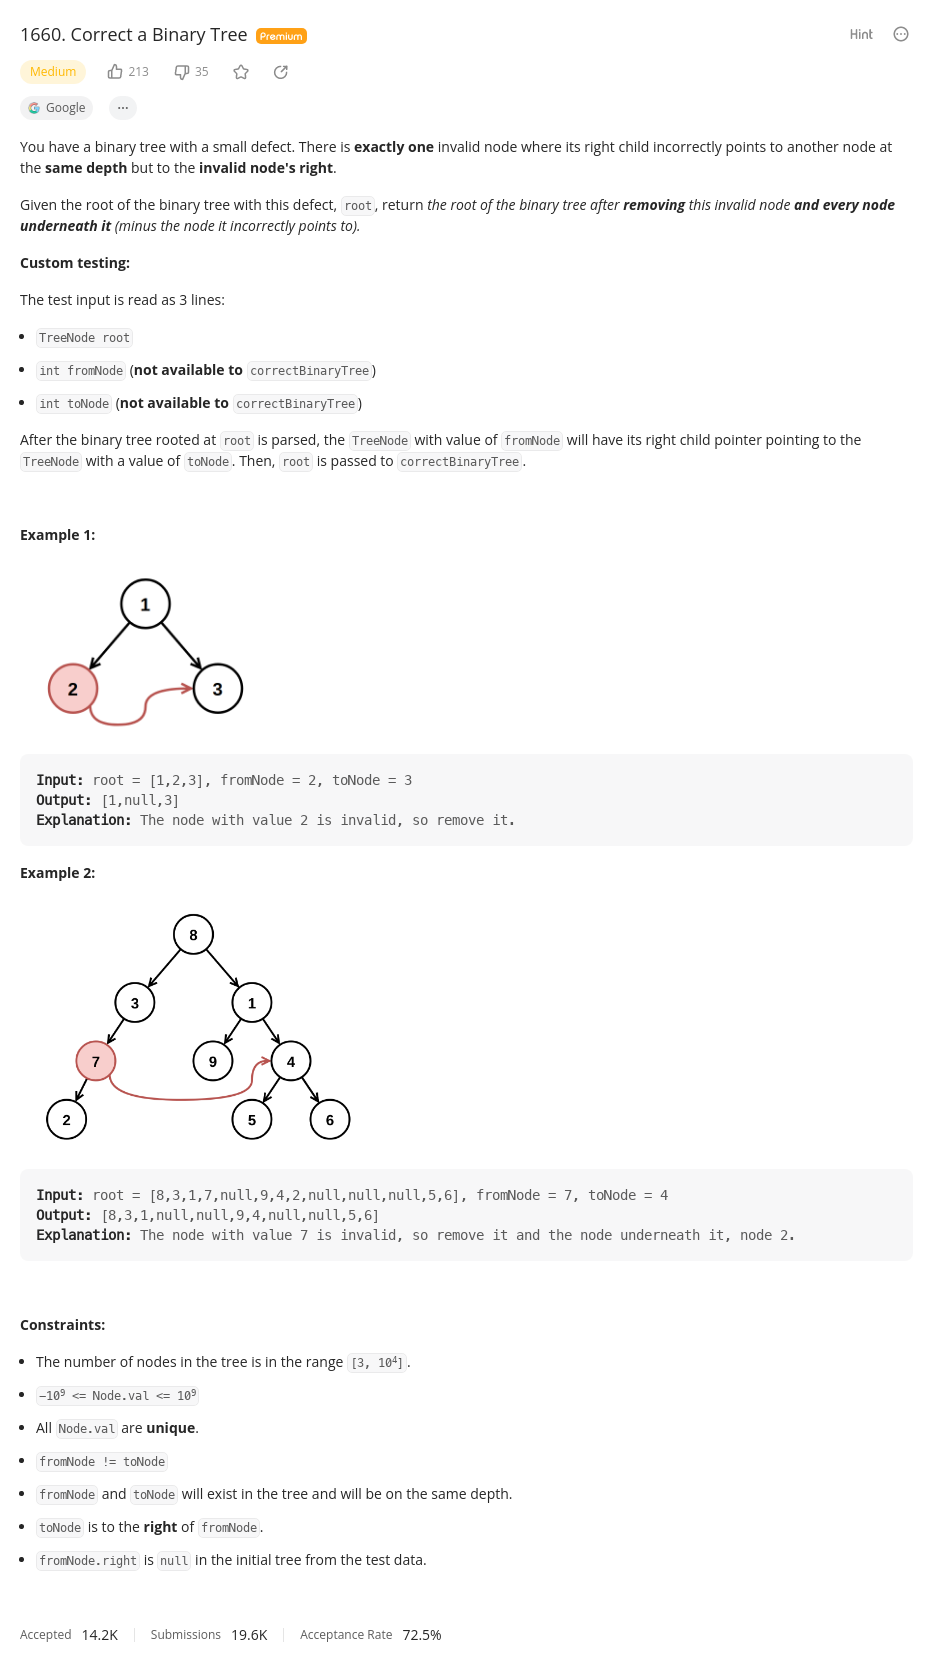 1660. Correct a Binary Tree Premium Hint
Medium 213 35
Google ...
You have a binary tree with a small defect. There is exactly one invalid node where its right child incorrectly points to another node at
the same depth but to the invalid node's right.
Given the root of the binary tree with this defect, root, return the root of the binary tree after removing this invalid node and every node
underneath it (minus the node it incorrectly points to).
Custom testing:
The test input is read as 3 lines:
• TreeNode root
• int fromNode (not available to correctBinaryTree)
• int toNode (not available to correctBinaryTree)
After the binary tree rooted at root is parsed, the TreeNode with value of fromNode will have its right child pointer pointing to the
TreeNode with a value of toNode. Then, root is passed to correctBinaryTree.
Example 1:
1
2 3
Input: root = [1,2,3], fromNode = 2, toNode = 3
Output: [1,null,3]
Explanation: The node with value 2 is invalid, so remove it.
Example 2:
8
3 1
7 9 4
2 5 6
Input: root = [8,3,1,7,null,9,4,2,null,null,null,5,6], fromNode = 7, toNode = 4
Output: [8,3,1,null,null,9,4,null,null,5,6]
Explanation: The node with value 7 is invalid, so remove it and the node underneath it, node 2.
Constraints:
• The number of nodes in the tree is in the range [3, 10⁴].
• -10⁹ <= Node.val <= 10⁹
• All Node.val are unique.
• fromNode != toNode
• fromNode and toNode will exist in the tree and will be on the same depth.
• toNode is to the right of fromNode.
• fromNode.right is null in the initial tree from the test data.
Accepted 14.2K Submissions 19.6K Acceptance Rate 72.5%